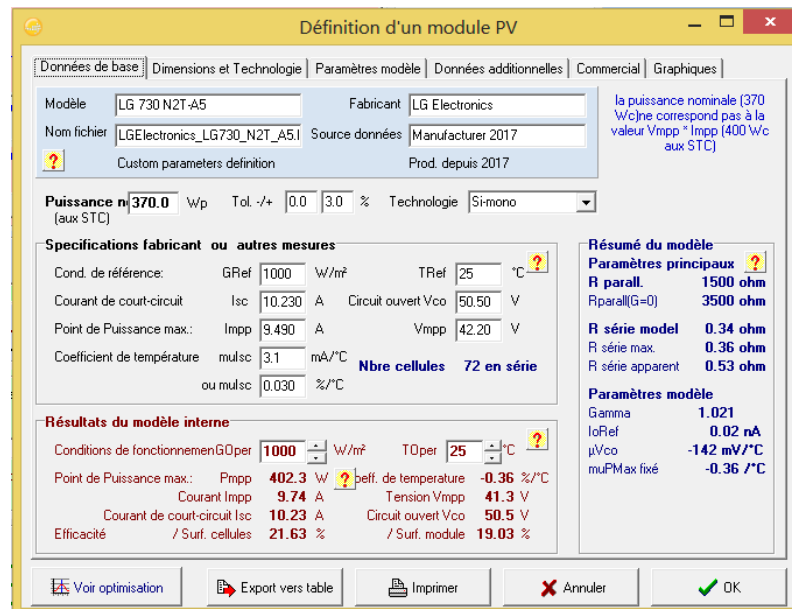 Définition d'un module PV
Données de base Dimensions et Technologie Paramètres modèle Données additionnelles Commercial Graphiques
Modèle LG 730 N2T-A5 Fabricant LG Electronics
Nom fichier LGElectronics_LG730_N2T_A5.I Source données Manufacturer 2017
? Custom parameters definition Prod. depuis 2017
la puissance nominale (370
Wc)ne correspond pas à la
valeur Vmpp * Impp (400 Wc
aux STC)
Puissance n 370.0 Wp Tol. -/+ 0.0 3.0 % Technologie Si-mono
(aux STC)
Specifications fabricant ou autres mesures
Cond. de référence: GRef 1000 W/m² TRef 25 °C ?
Courant de court-circuit Isc 10.230 A Circuit ouvert Vco 50.50 V
Point de Puissance max.: Impp 9.490 A Vmpp 42.20 V
Coefficient de température muIsc 3.1 mA/°C
Nbre cellules 72 en série
ou muIsc 0.030 %/°C
Résumé du modèle
Paramètres principaux ?
R parall. 1500 ohm
Rparall(G=0) 3500 ohm
R série model 0.34 ohm
R série max. 0.36 ohm
R série apparent 0.53 ohm
Paramètres modèle
Gamma 1.021
IoRef 0.02 nA
µVco -142 mV/°C
muPMax fixé -0.36 /°C
Résultats du modèle interne
Conditions de fonctionnemen GOper 1000 W/m² TOper 25 °C ?
Point de Puissance max.: Pmpp 402.3 W ? oeff. de temperature -0.36 %/°C
Courant Impp 9.74 A Tension Vmpp 41.3 V
Courant de court-circuit Isc 10.23 A Circuit ouvert Vco 50.5 V
Efficacité / Surf. cellules 21.63 % / Surf. module 19.03 %
Voir optimisation Export vers table Imprimer Annuler OK